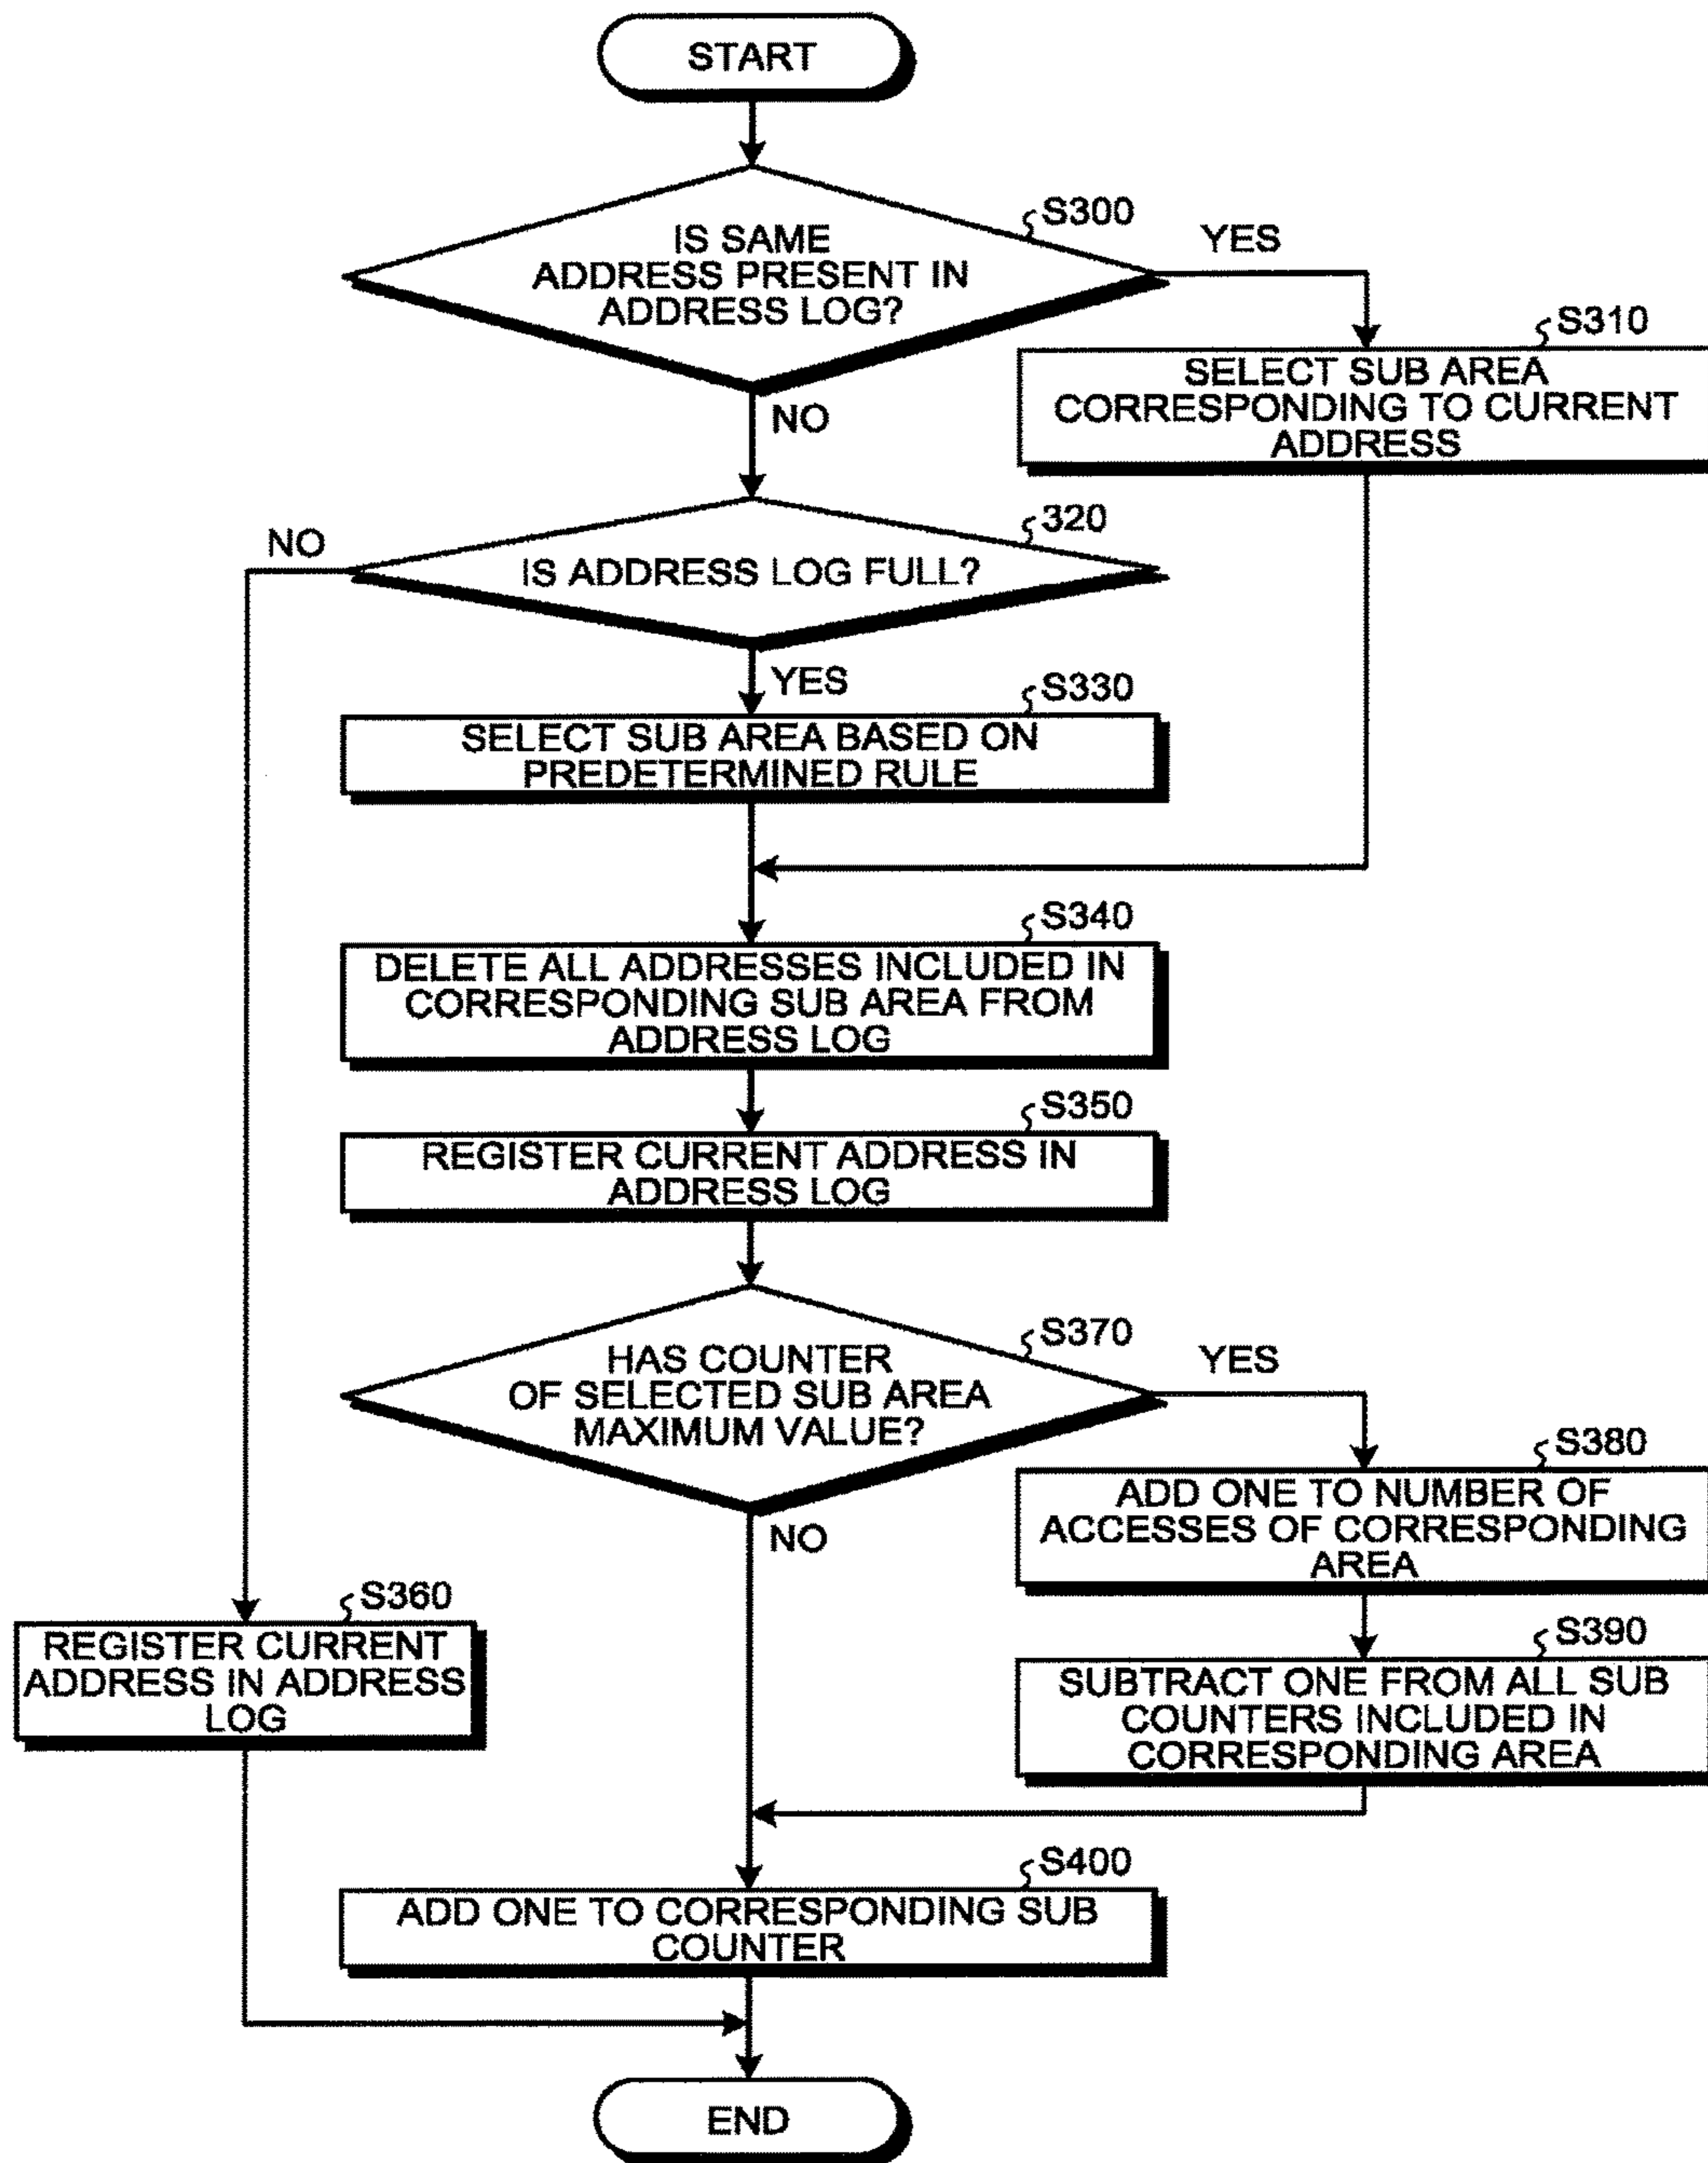 START
S300
IS SAME
ADDRESS PRESENT IN
ADDRESS LOG?
YES
NO
S310
SELECT SUB AREA
CORRESPONDING TO CURRENT
ADDRESS
320
IS ADDRESS LOG FULL?
NO
YES
S330
SELECT SUB AREA BASED ON
PREDETERMINED RULE
S340
DELETE ALL ADDRESSES INCLUDED IN
CORRESPONDING SUB AREA FROM
ADDRESS LOG
S350
REGISTER CURRENT ADDRESS IN
ADDRESS LOG
S370
HAS COUNTER
OF SELECTED SUB AREA
MAXIMUM VALUE?
YES
NO
S380
ADD ONE TO NUMBER OF
ACCESSES OF CORRESPONDING
AREA
S360
REGISTER CURRENT
ADDRESS IN ADDRESS
LOG
S390
SUBTRACT ONE FROM ALL SUB
COUNTERS INCLUDED IN
CORRESPONDING AREA
S400
ADD ONE TO CORRESPONDING SUB
COUNTER
END